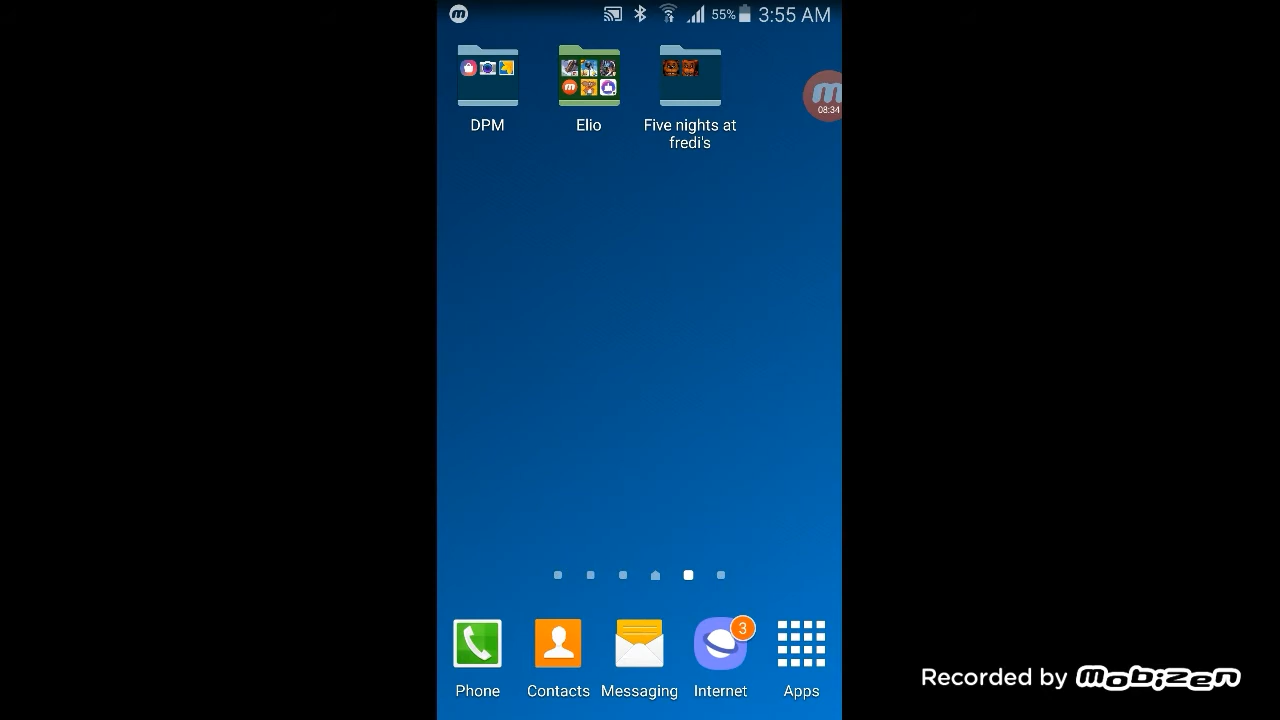 m 55% 3:55 AM
m
08:34
DPM Elio Five nights at
fredi's
3
Phone Contacts Messaging Internet Apps
Recorded by mobizen